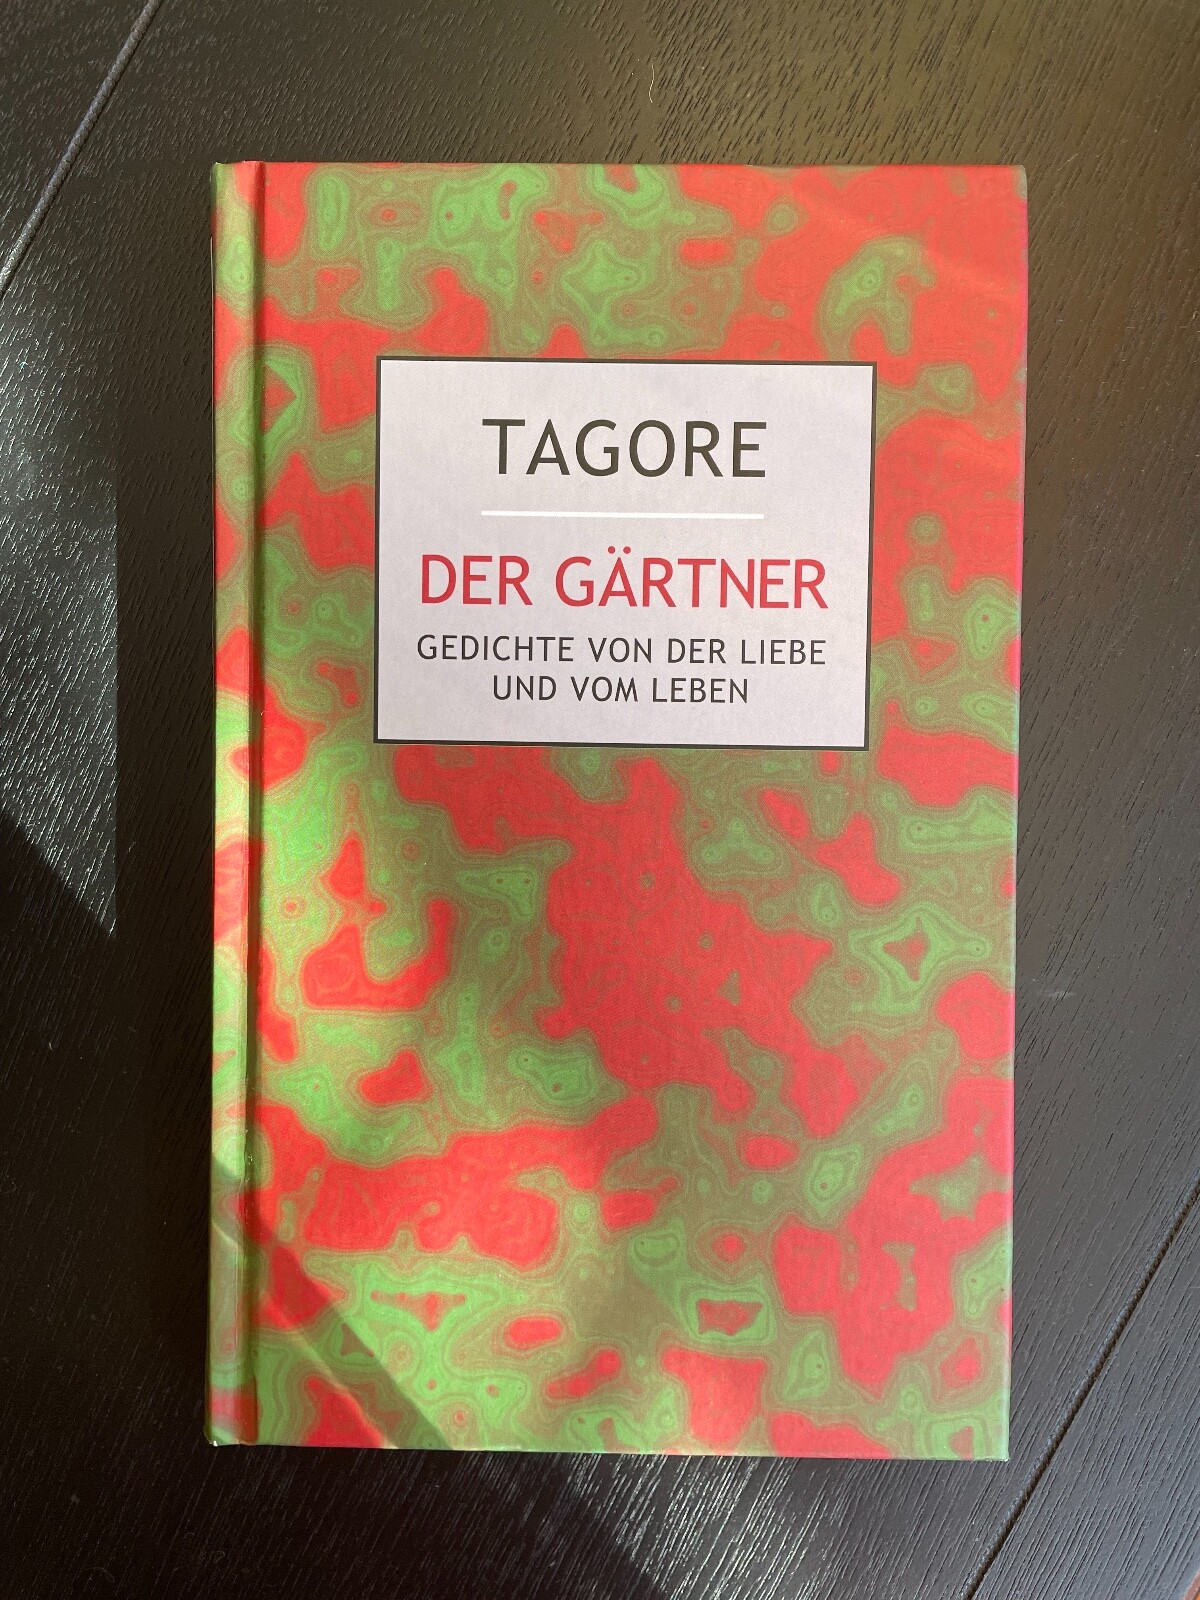 TAGORE
DER GÄRTNER
GEDICHTE VON DER LIEBE
UND VOM LEBEN